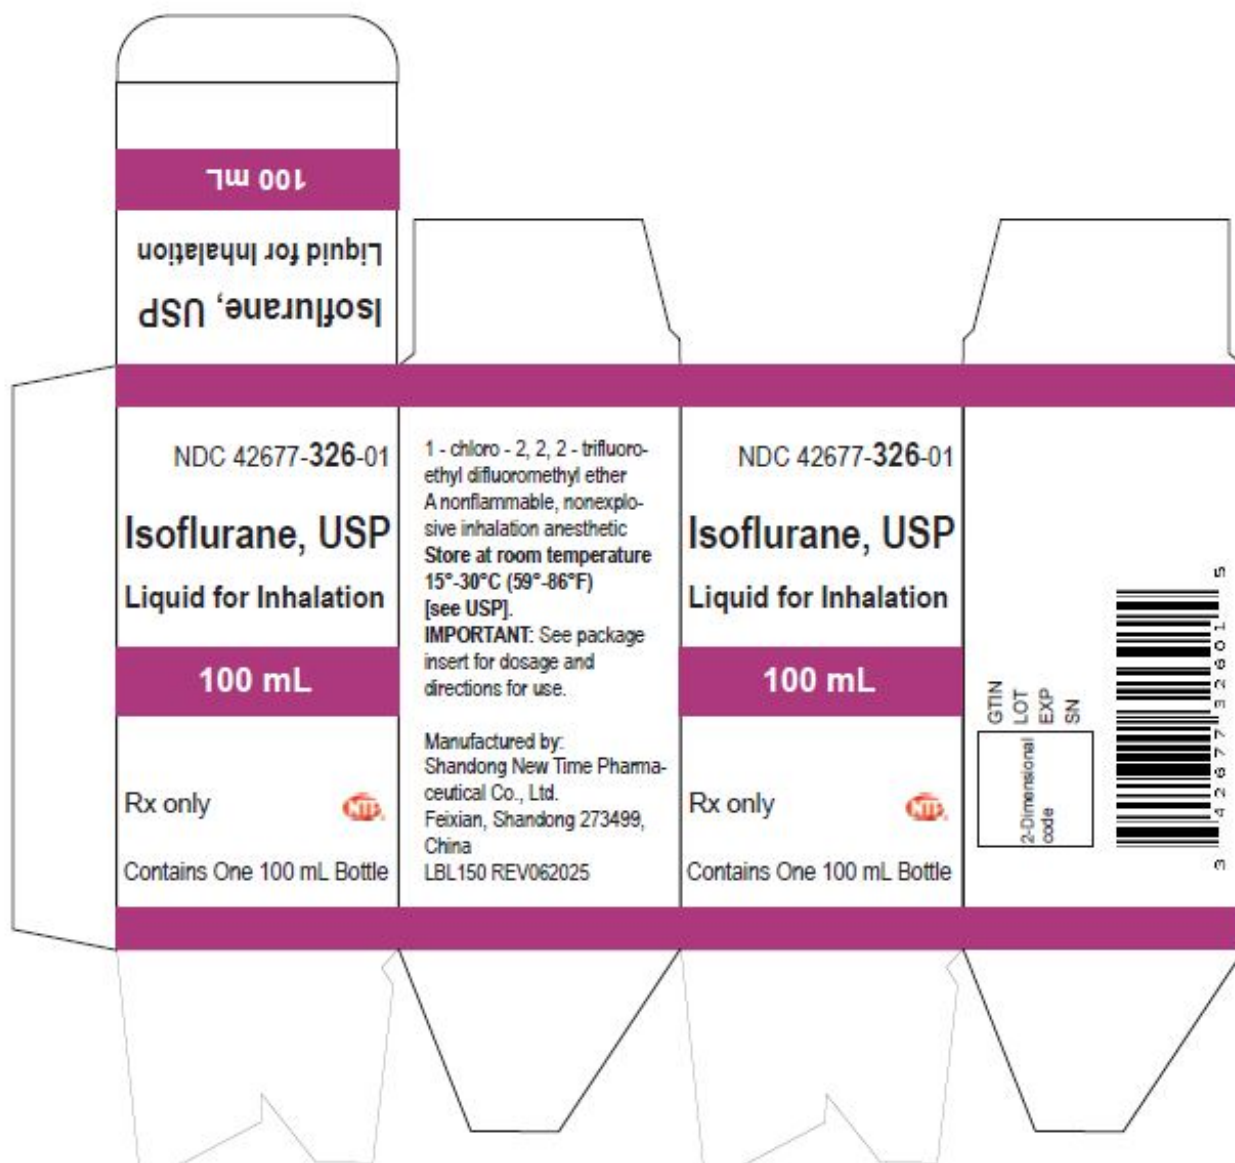 100 mL
Liquid for Inhalation
Isoflurane, USP
NDC 42677-326-01
Isoflurane, USP
Liquid for Inhalation
100 mL
Rx only
NTP
Contains One 100 mL Bottle
1 - chloro - 2, 2, 2 - trifluoro-
ethyl difluoromethyl ether
A nonflammable, nonexplo-
sive inhalation anesthetic
Store at room temperature
15°-30°C (59°-86°F)
[see USP].
IMPORTANT: See package
insert for dosage and
directions for use.
Manufactured by:
Shandong New Time Pharma-
ceutical Co., Ltd.
Feixian, Shandong 273499,
China
LBL150 REV062025
NDC 42677-326-01
Isoflurane, USP
Liquid for Inhalation
100 mL
Rx only
NTP
Contains One 100 mL Bottle
GTIN
LOT
EXP
SN
2-Dimensional
code
3 42677 32601 5